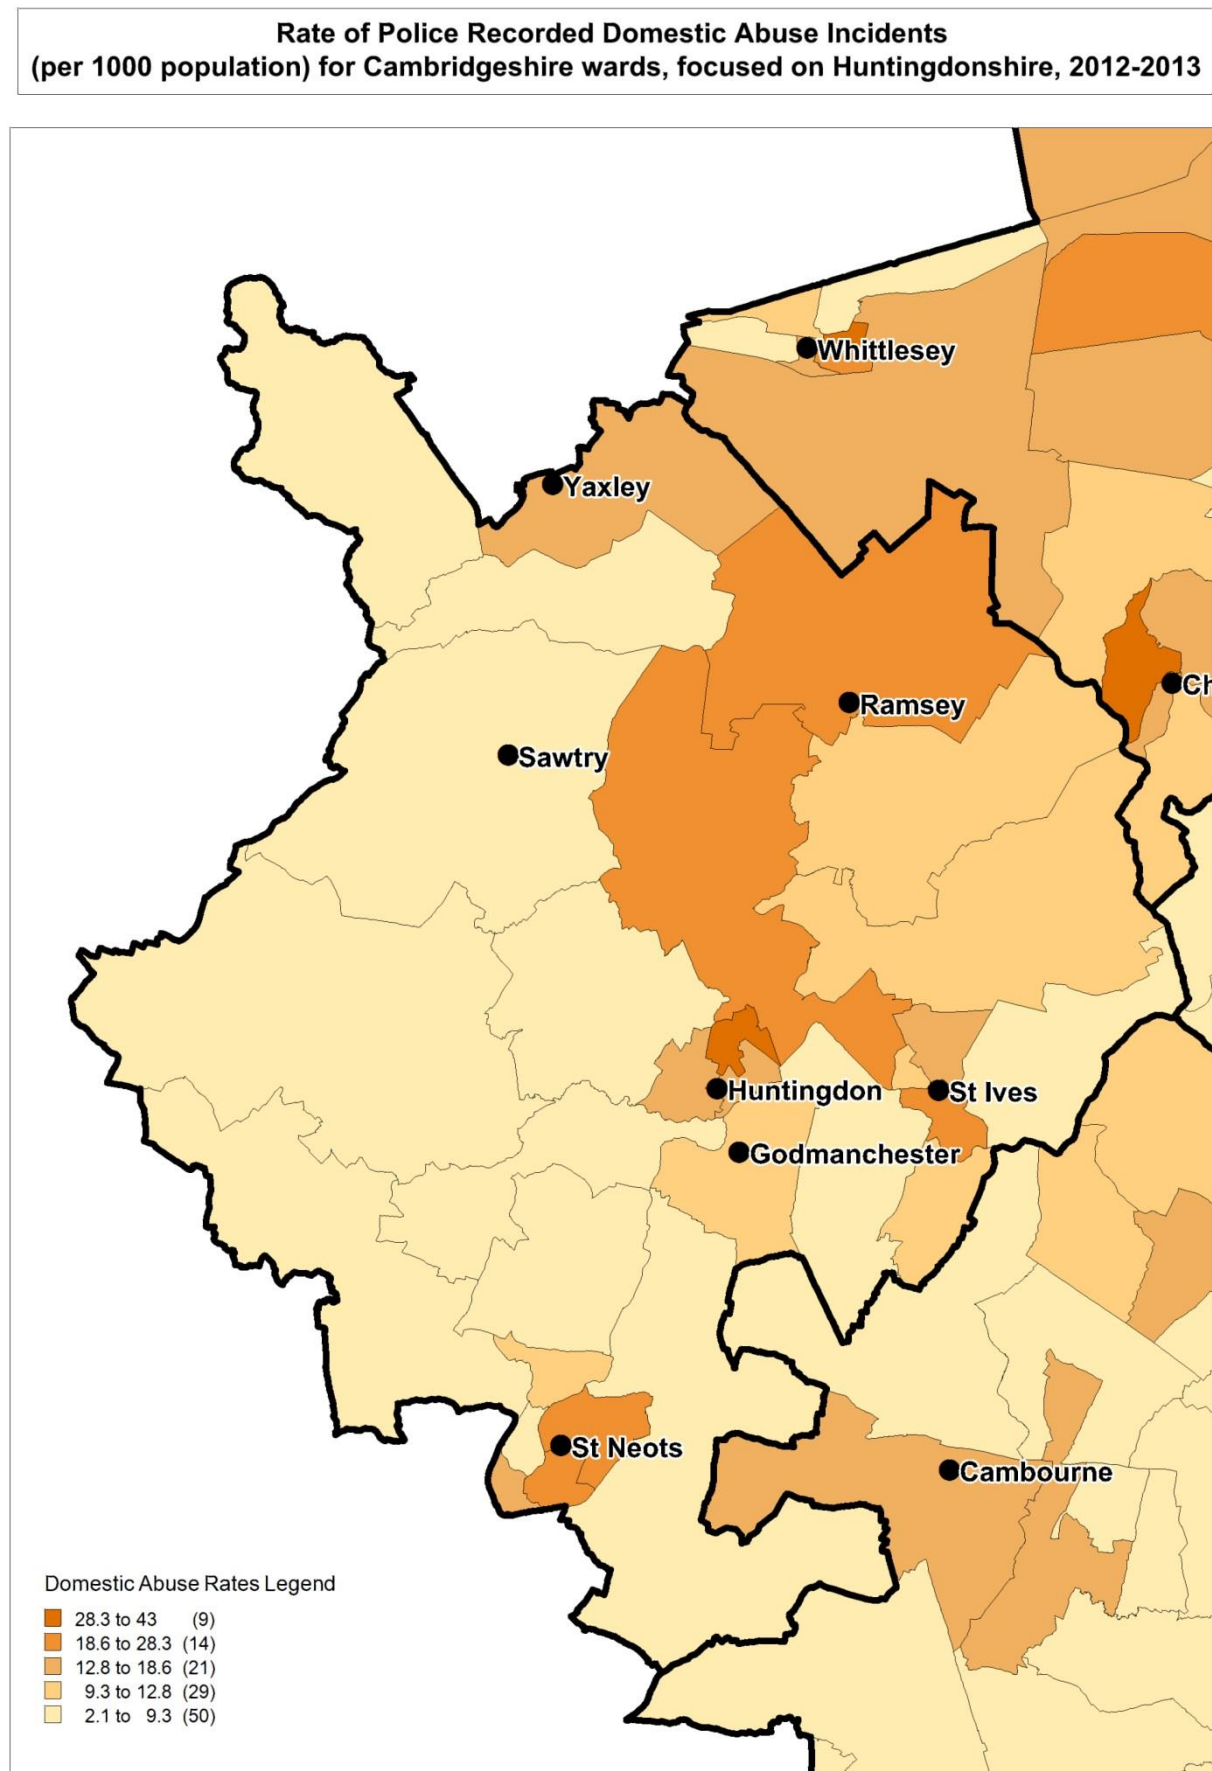 Rate of Police Recorded Domestic Abuse Incidents
(per 1000 population) for Cambridgeshire wards, focused on Huntingdonshire, 2012-2013
Whittlesey
Yaxley
Ch
Ramsey
Sawtry
Huntingdon
St Ives
Godmanchester
St Neots
Cambourne
Domestic Abuse Rates Legend
28.3 to 43 (9)
18.6 to 28.3 (14)
12.8 to 18.6 (21)
9.3 to 12.8 (29)
2.1 to 9.3 (50)